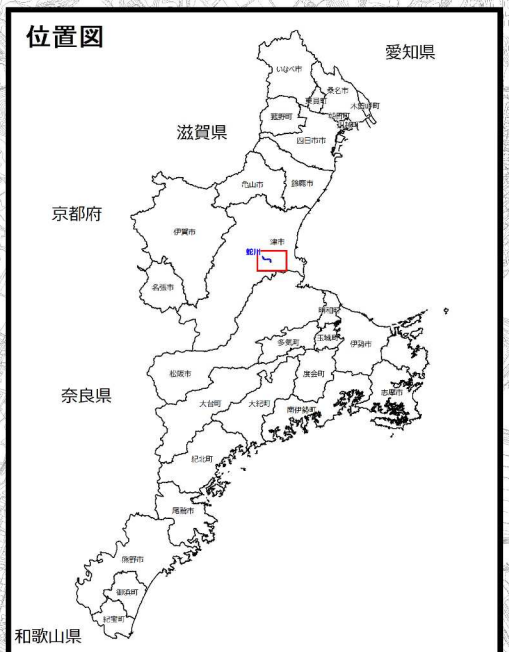 位置図
愛知県
いなべ市
桑名市
東員町
木曽岬町
菰野町
滋賀県
四日市市
亀山市
鈴鹿市
京都府
伊賀市
津市
蛇川
名張市
明和町
玉城町
多気町
伊勢市
松阪市
度会町
奈良県
志摩市
大台町
大紀町
南伊勢町
紀北町
尾鷲市
熊野市
御浜町
紀宝町
和歌山県